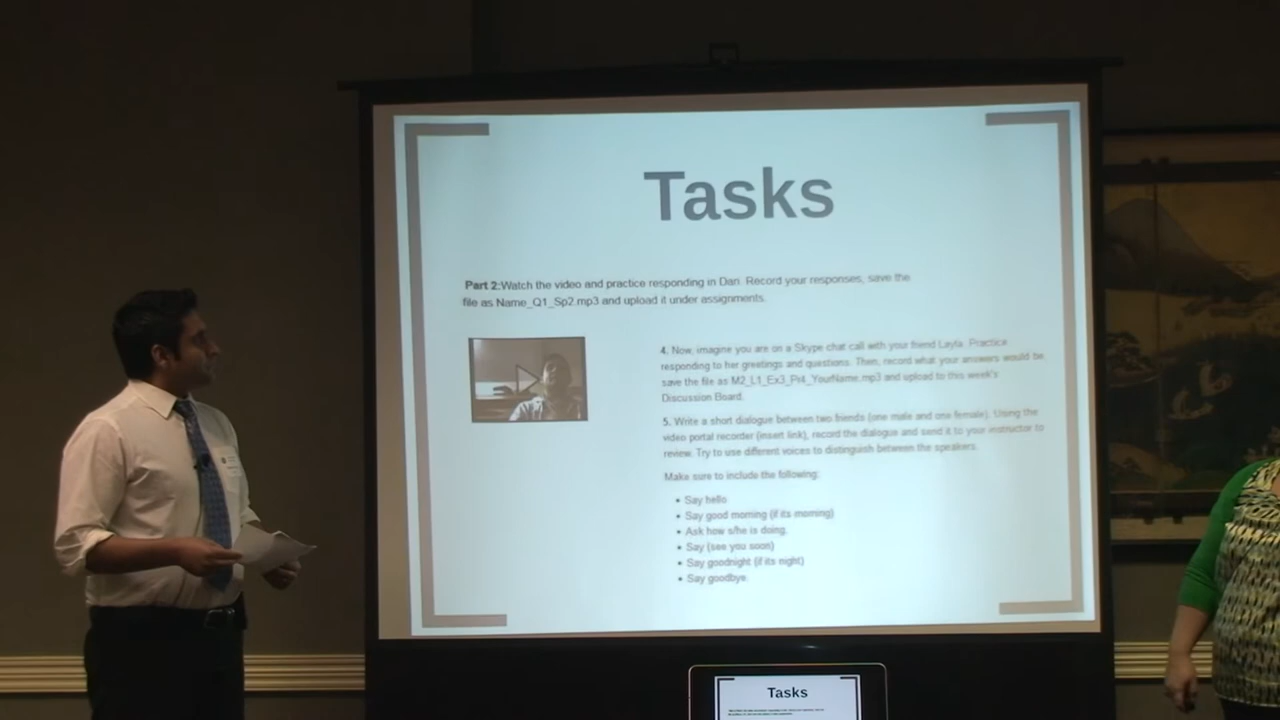 Tasks
Part 2:Watch the video and practice responding in Dari. Record your responses, save the
file as Name_Q1_Sp2.mp3 and upload it under assignments.
4. Now, imagine you are on a Skype chat call with your friend Layla. Practice
responding to her greetings and questions. Then, record what your answers would be,
save the file as M2_L1_Ex3_Pt4_YourName.mp3 and upload to this week's
Discussion Board.
5. Write a short dialogue between two friends (one male and one female). Using the
video portal recorder (insert link), record the dialogue and send it to your instructor to
review. Try to use different voices to distinguish between the speakers.
Make sure to include the following:
• Say hello
• Say good morning (if its morning)
• Ask how s/he is doing.
• Say (see you soon)
• Say goodnight (if its night)
• Say goodbye.
Tasks